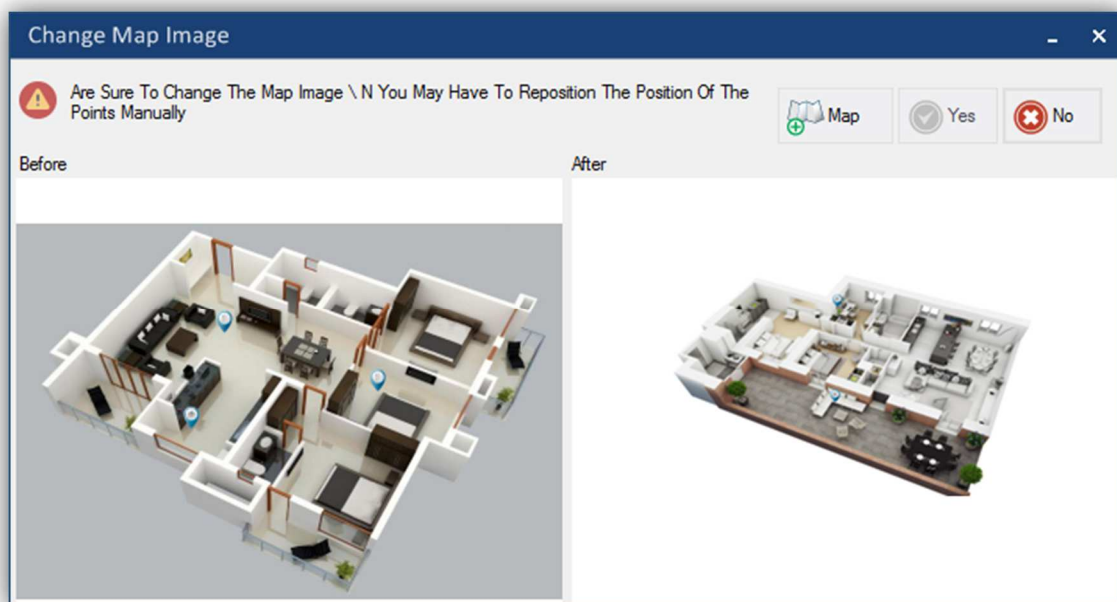 Change Map Image
Are Sure To Change The Map Image \ N You May Have To Reposition The Position Of The
Points Manually
Map
Yes
No
Before
After